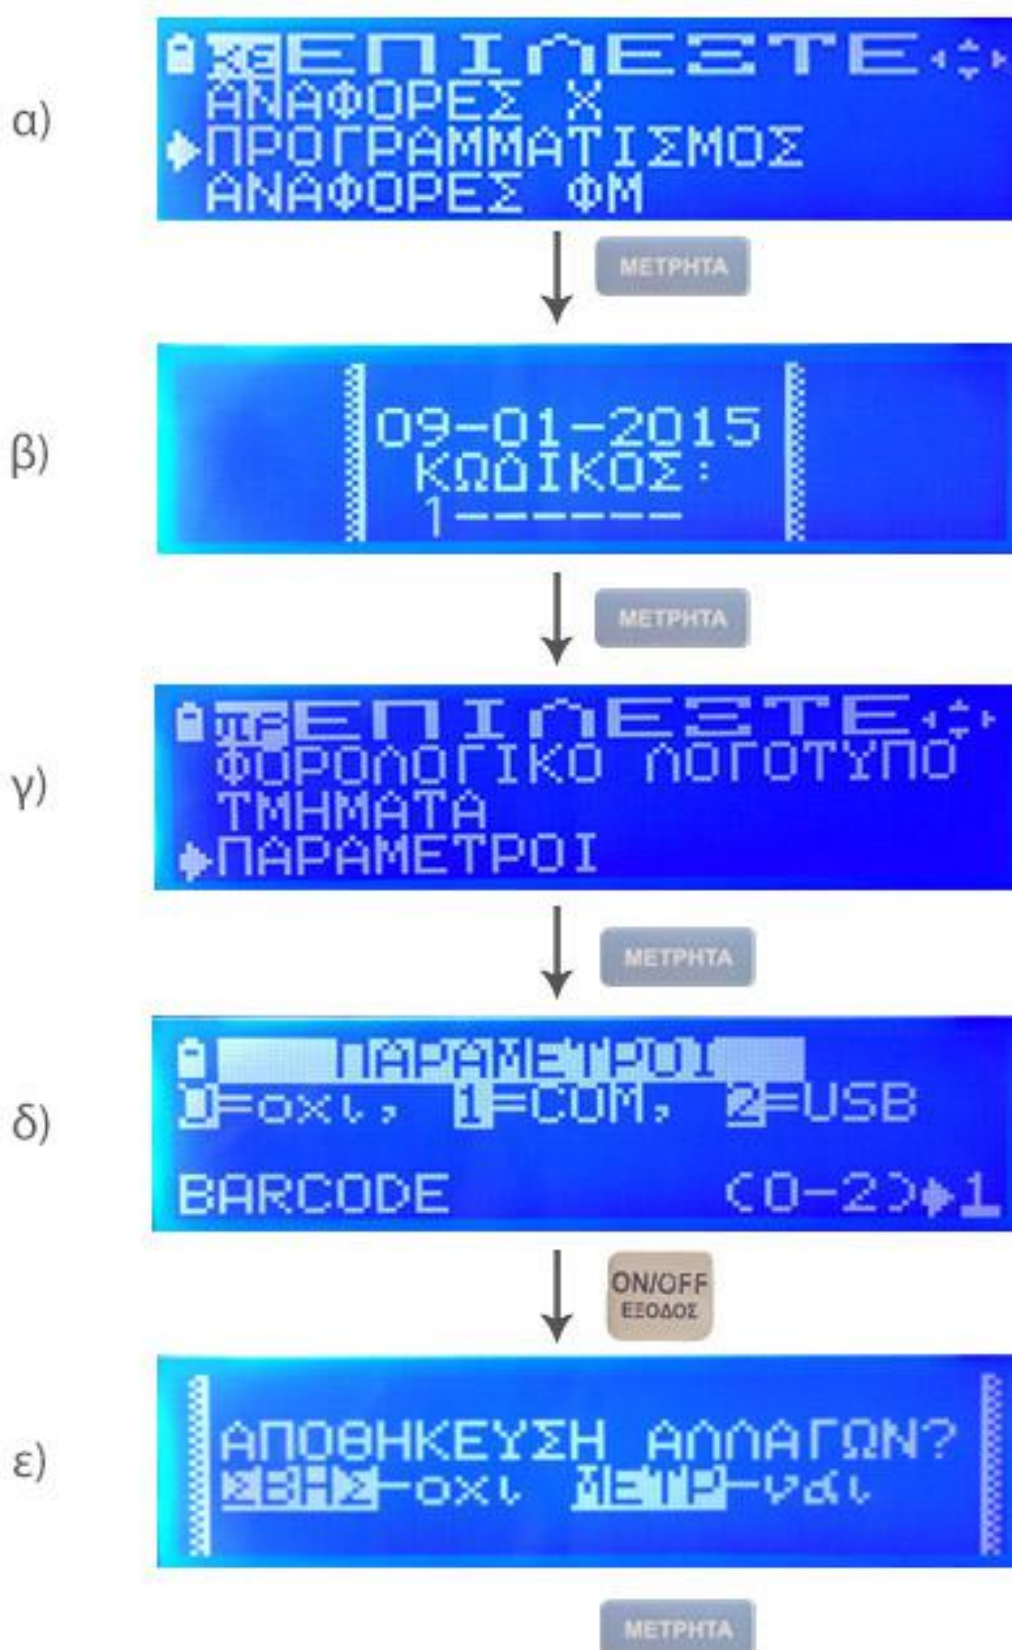 α)
ΧΕ ΕΠΙΛΕΞΤΕ
ΑΝΑΦΟΡΕΣ Χ
ΠΡΟΓΡΑΜΜΑΤΙΣΜΟΣ
ΑΝΑΦΟΡΕΣ ΦΜ
ΜΕΤΡΗΤΑ
β)
09-01-2015
ΚΩΔΙΚΟΣ:
1------
ΜΕΤΡΗΤΑ
γ)
πρ ΕΠΙΛΕΞΤΕ
ΦΟΡΟΛΟΓΙΚΟ ΛΟΓΟΤΥΠΟ
ΤΜΗΜΑΤΑ
ΠΑΡΑΜΕΤΡΟΙ
ΜΕΤΡΗΤΑ
δ)
ΠΑΡΑΜΕΤΡΟΙ
0=οχι, 1=COM, 2=USB
BARCODE (0-2)→1
ON/OFF
ΕΞΟΔΟΣ
ε)
ΑΠΟΘΗΚΕΥΣΗ ΑΛΛΑΓΩΝ?
ΣΒΗΣ-οχι ΜΕΤΡ-ναι
ΜΕΤΡΗΤΑ